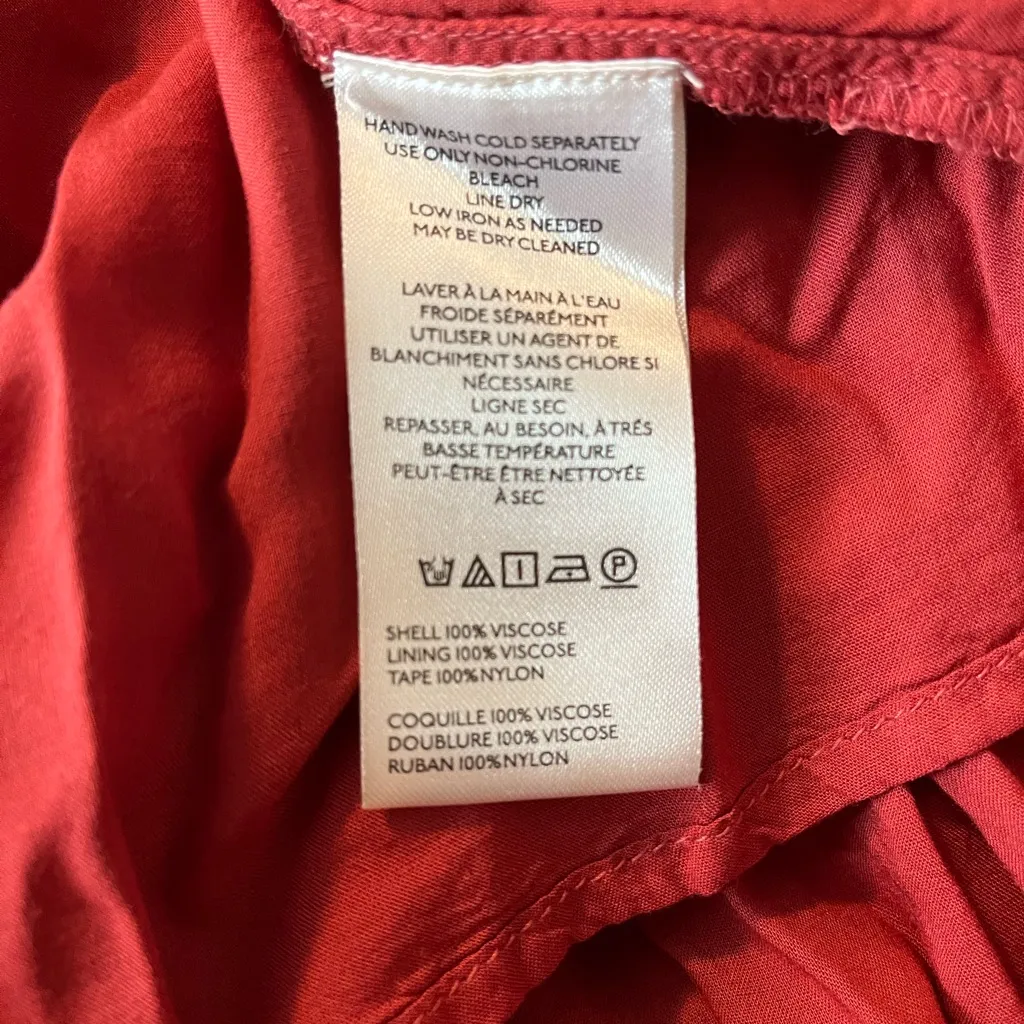 HAND WASH COLD SEPARATELY
USE ONLY NON-CHLORINE
BLEACH
LINE DRY
LOW IRON AS NEEDED
MAY BE DRY CLEANED
LAVER À LA MAIN À L'EAU
FROIDE SÉPARÉMENT
UTILISER UN AGENT DE
BLANCHIMENT SANS CHLORE SI
NÉCESSAIRE
LIGNE SEC
REPASSER, AU BESOIN, À TRÉS
BASSE TEMPÉRATURE
PEUT-ÊTRE ÊTRE NETTOYÉE
À SEC
P
SHELL 100% VISCOSE
LINING 100% VISCOSE
TAPE 100% NYLON
COQUILLE 100% VISCOSE
DOUBLURE 100% VISCOSE
RUBAN 100% NYLON